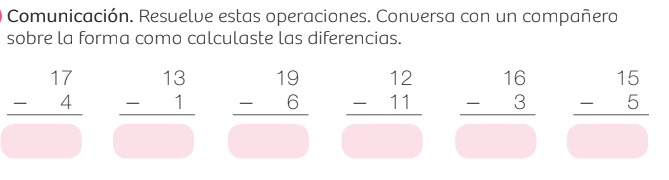 Comunicación. Resuelve estas operaciones. Conversa con un compañero
sobre la forma como calculaste las diferencias.
17 13 19 12 16 15
– 4 – 1 – 6 – 11 – 3 – 5